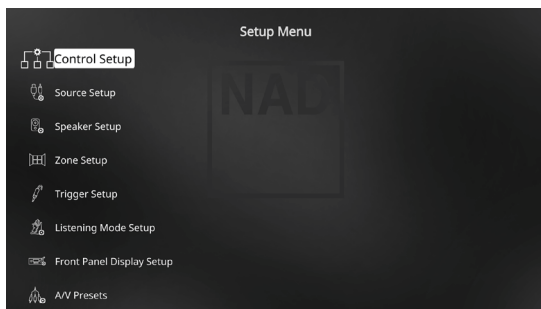 Setup Menu
Control Setup
Source Setup
NAD
Speaker Setup
Zone Setup
Trigger Setup
Listening Mode Setup
Front Panel Display Setup
A/V Presets